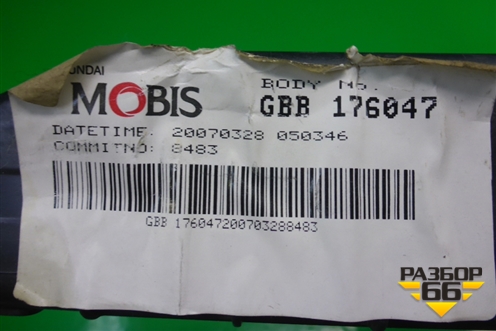 BODY No.
MOBIS
GBB 176047
DATETIME. 20070328 050346
COMMITNO: 8483
GBB 176047200703288483
РАЗБОР
66